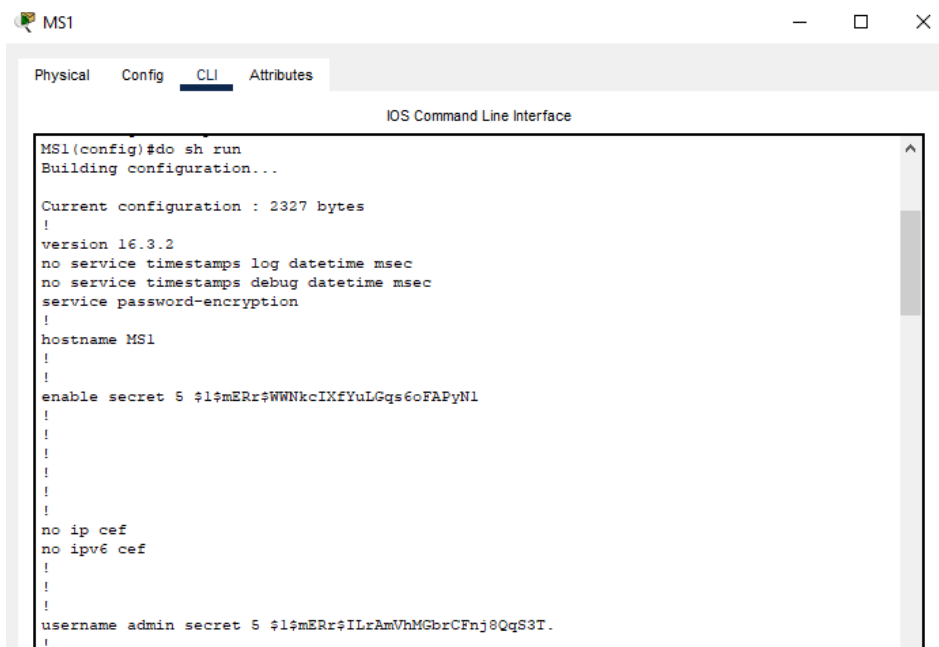 MS1
Physical Config CLI Attributes
IOS Command Line Interface
MS1(config)#do sh run
Building configuration...
Current configuration : 2327 bytes
!
version 16.3.2
no service timestamps log datetime msec
no service timestamps debug datetime msec
service password-encryption
!
hostname MS1
!
!
enable secret 5 $1$mERr$WWNkcIXfYuLGqs6oFAPyN1
!
!
!
!
!
!
no ip cef
no ipv6 cef
!
!
!
username admin secret 5 $1$mERr$ILrAmVhMGbrCFnj8QqS3T.
!